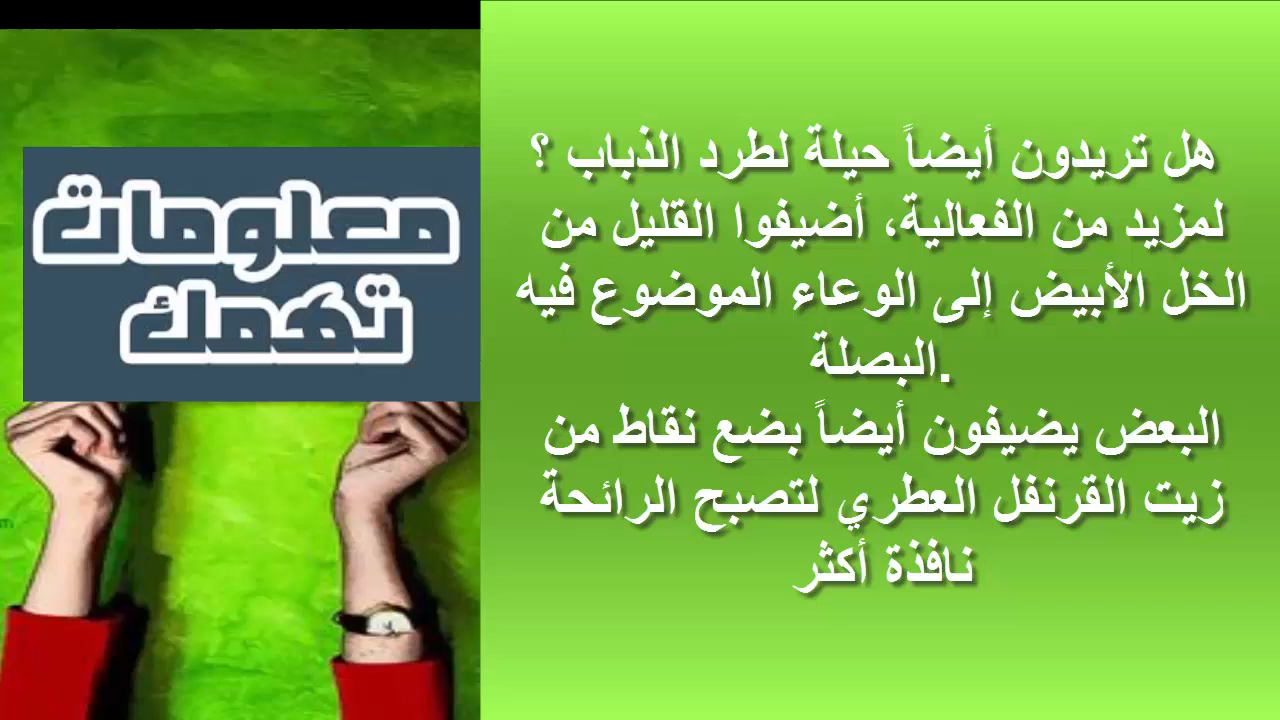 معلومات
تهمك
هل تريدون أيضاً حيلة لطرد الذباب ؟
لمزيد من الفعالية، أضيفوا القليل من
الخل الأبيض إلى الوعاء الموضوع فيه
البصلة.
البعض يضيفون أيضاً بضع نقاط من
زيت القرنفل العطري لتصبح الرائحة
نافذة أكثر